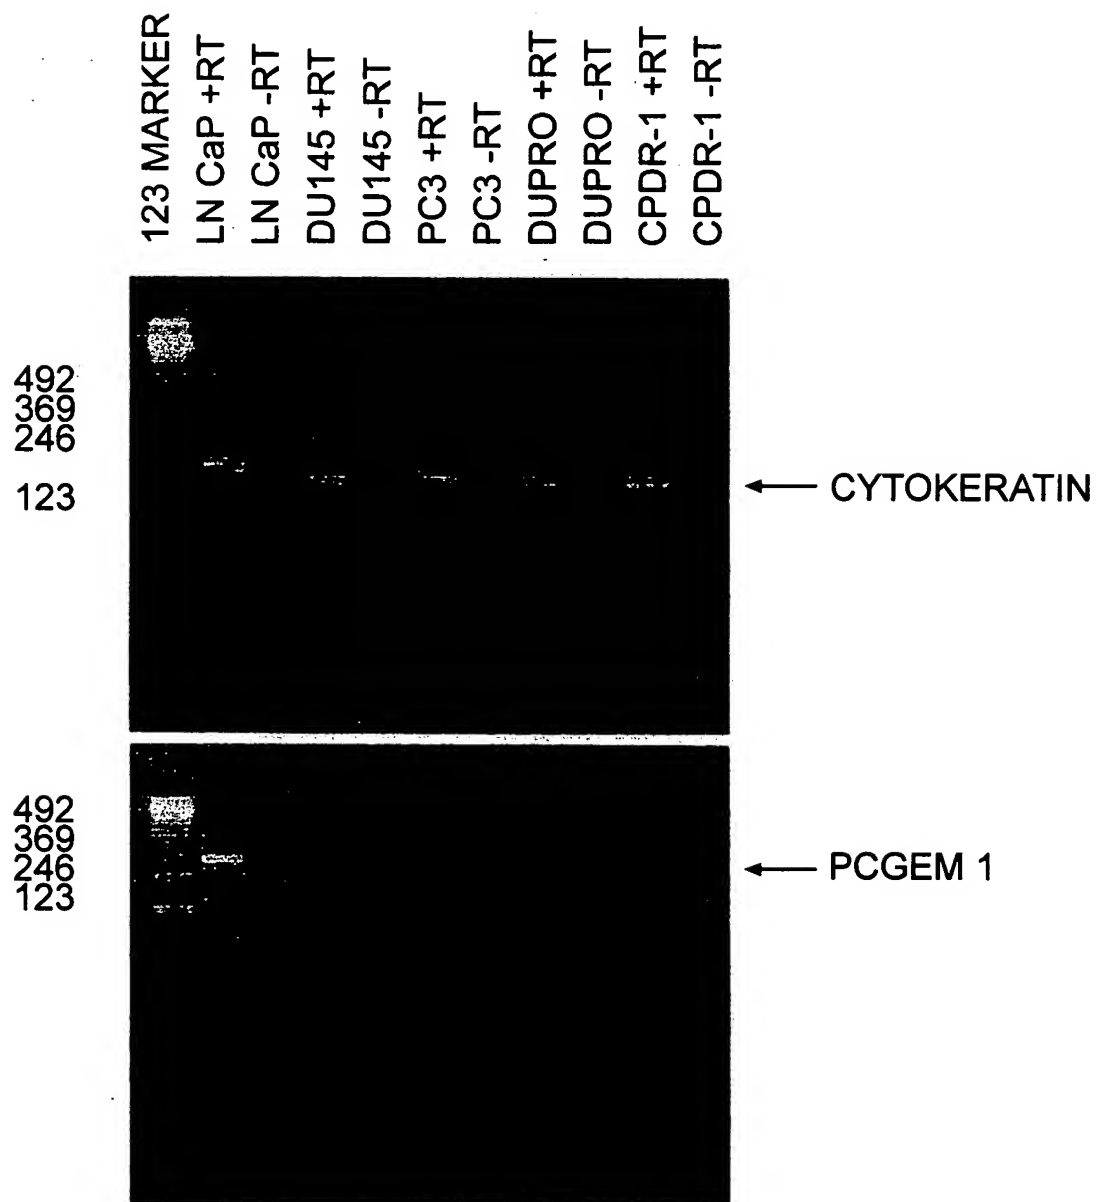 123 MARKER
LN CaP +RT
LN CaP -RT
DU145 +RT
DU145 -RT
PC3 +RT
PC3 -RT
DUPRO +RT
DUPRO -RT
CPDR-1 +RT
CPDR-1 -RT
492
369
246
123
CYTOKERATIN
492
369
246
123
PCGEM 1